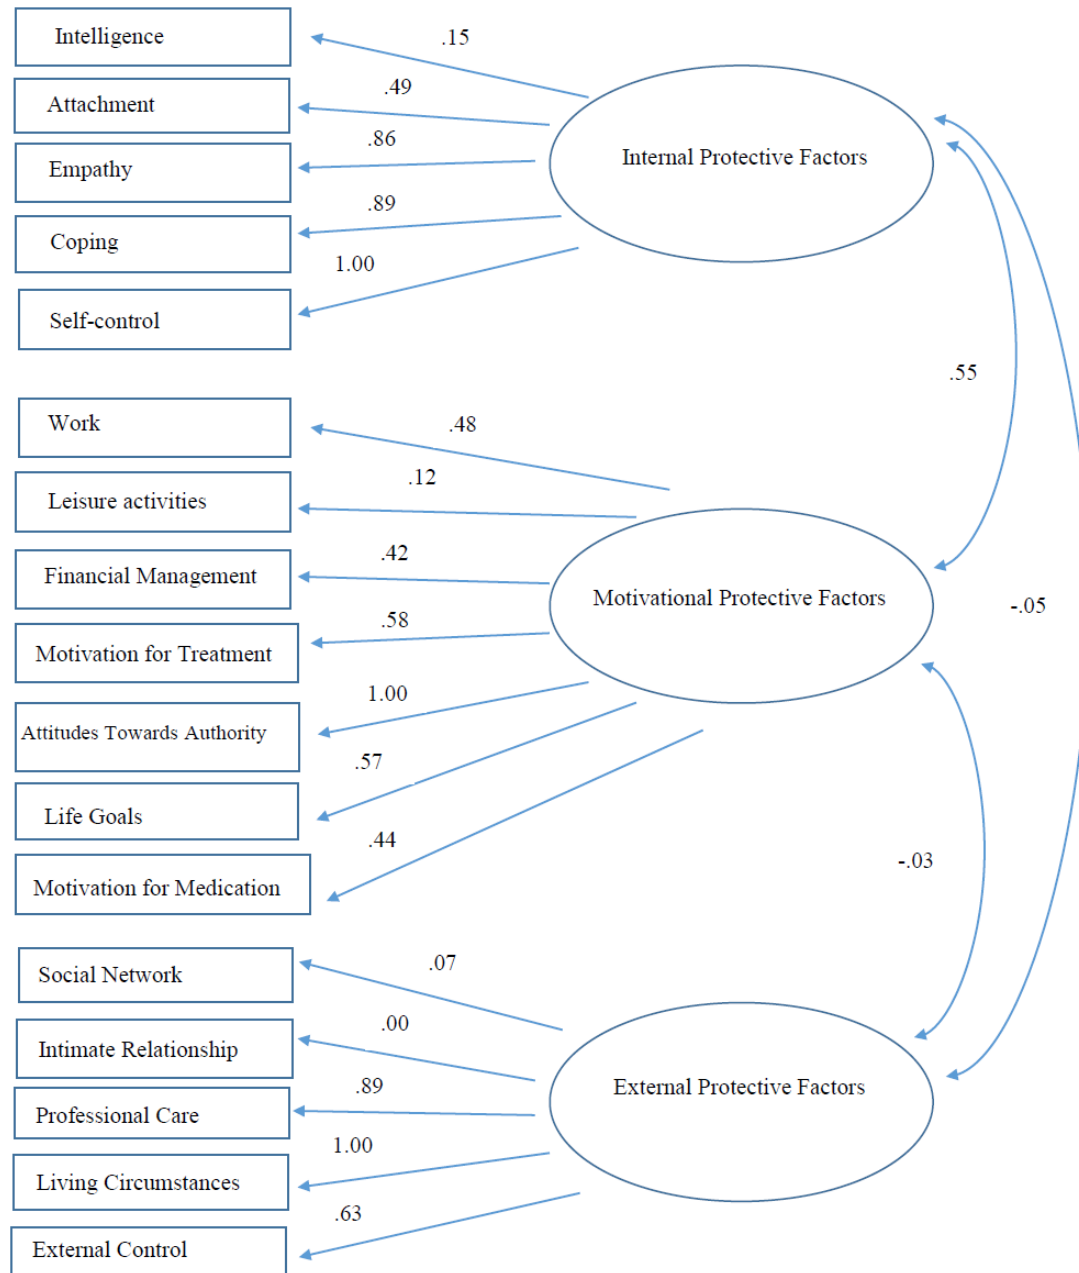 Intelligence
.15
Attachment
.49
Empathy
.86
Internal Protective Factors
Coping
.89
Self-control
1.00
.55
Work
.48
Leisure activities
.12
Financial Management
.42
Motivational Protective Factors
-.05
Motivation for Treatment
.58
Attitudes Towards Authority
1.00
Life Goals
.57
Motivation for Medication
.44
-.03
Social Network
.07
Intimate Relationship
.00
External Protective Factors
Professional Care
.89
Living Circumstances
1.00
External Control
.63